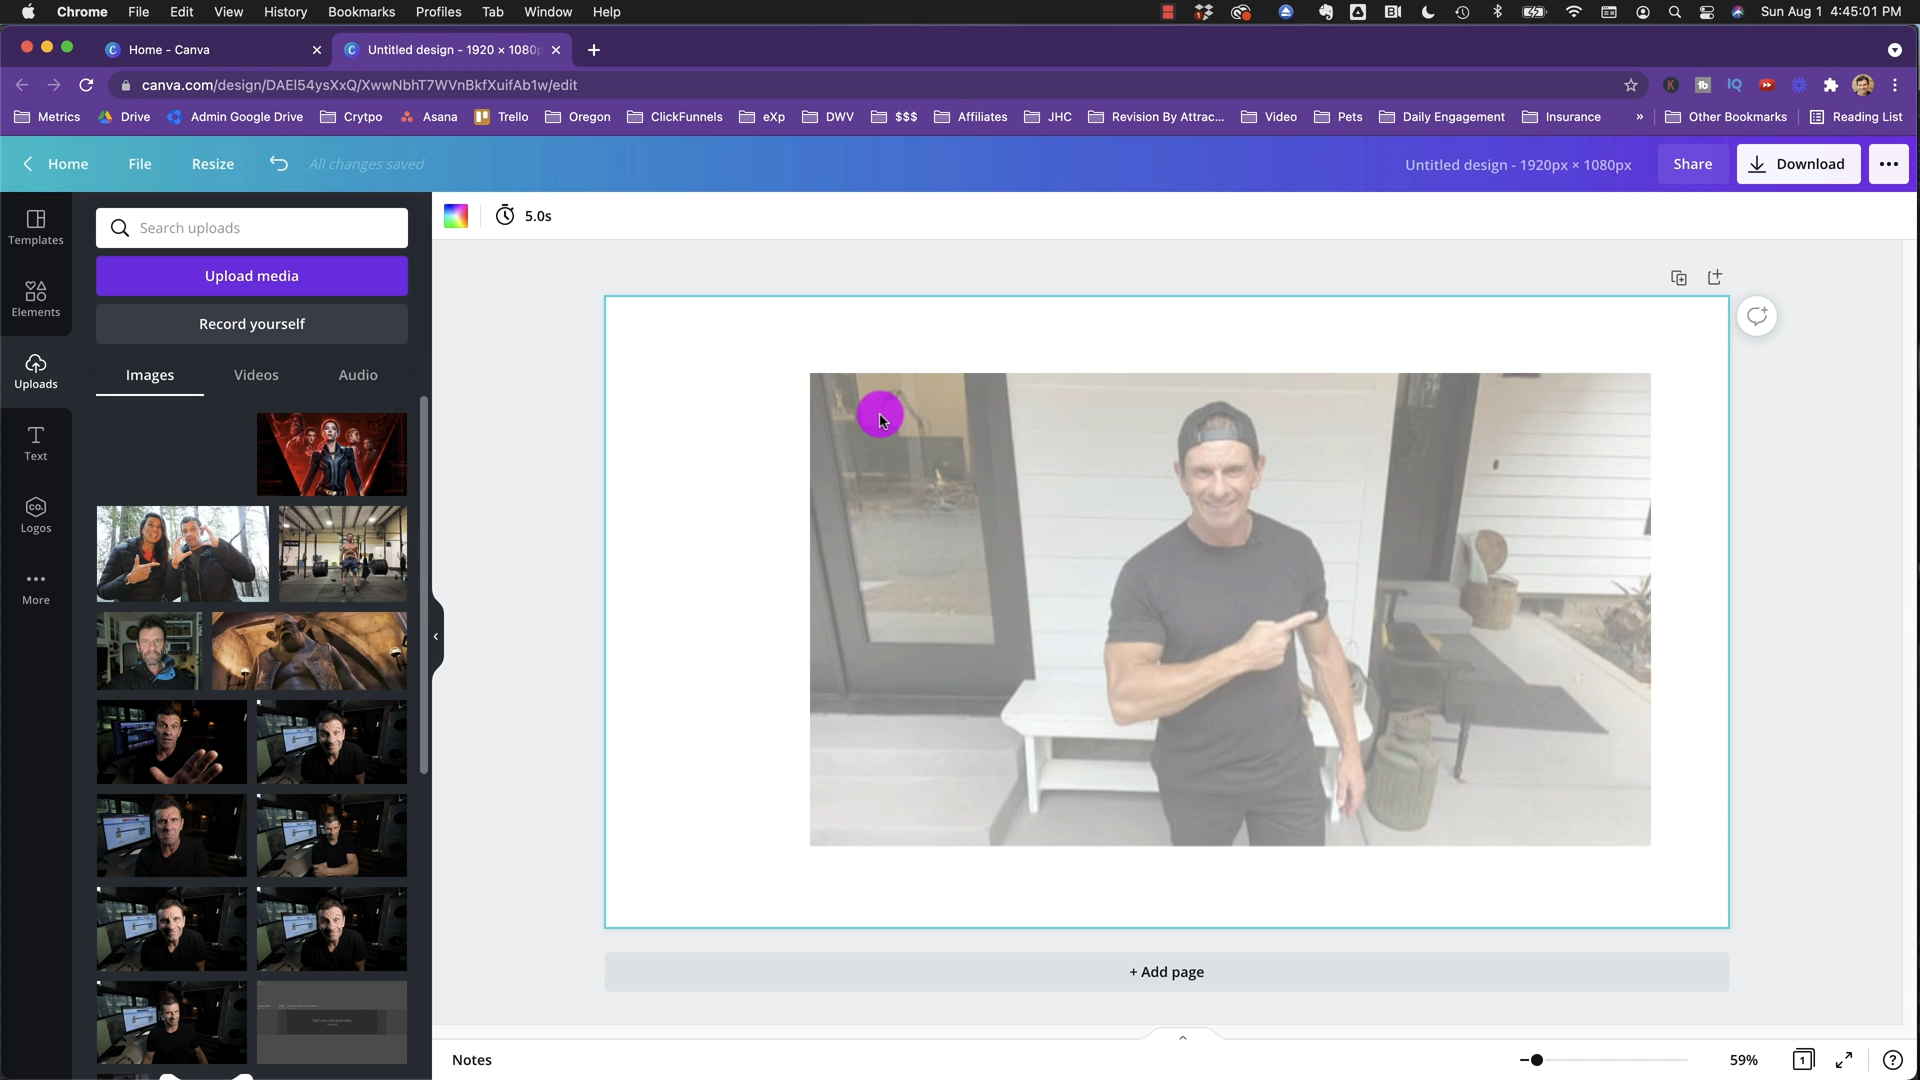 Chrome File Edit View History Bookmarks Profiles Tab Window Help Sun Aug 1 4:45:01 PM
Home - Canva Untitled design - 1920 × 1080p
canva.com/design/DAEl54ysXxQ/XwwNbhT7WVnBkfXuifAb1w/edit
Metrics Drive Admin Google Drive Crytpo Asana Trello Oregon ClickFunnels eXp DWV $$$ Affiliates JHC Revision By Attrac... Video Pets Daily Engagement Insurance » Other Bookmarks Reading List
Home File Resize All changes saved Untitled design - 1920px × 1080px Share Download
Templates
Elements
Uploads
Text
Logos
More
Search uploads
Upload media
Record yourself
Images Videos Audio
5.0s
+ Add page
Notes 59% 1